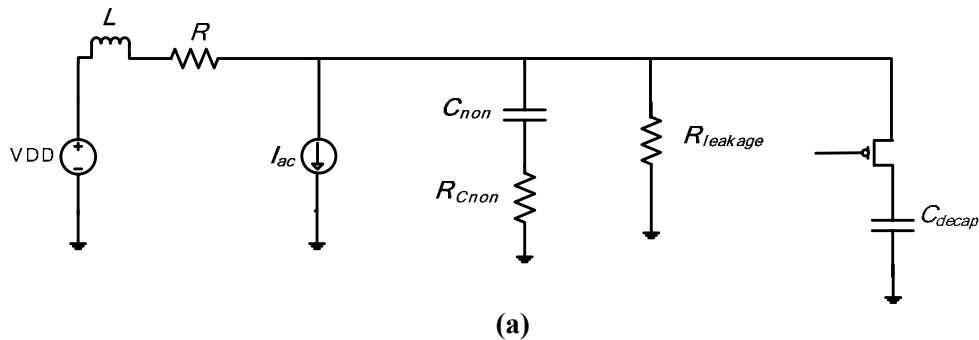 L
R
VDD
+
-
Iac
Cnon
RCnon
Rleakage
Cdecap
(a)